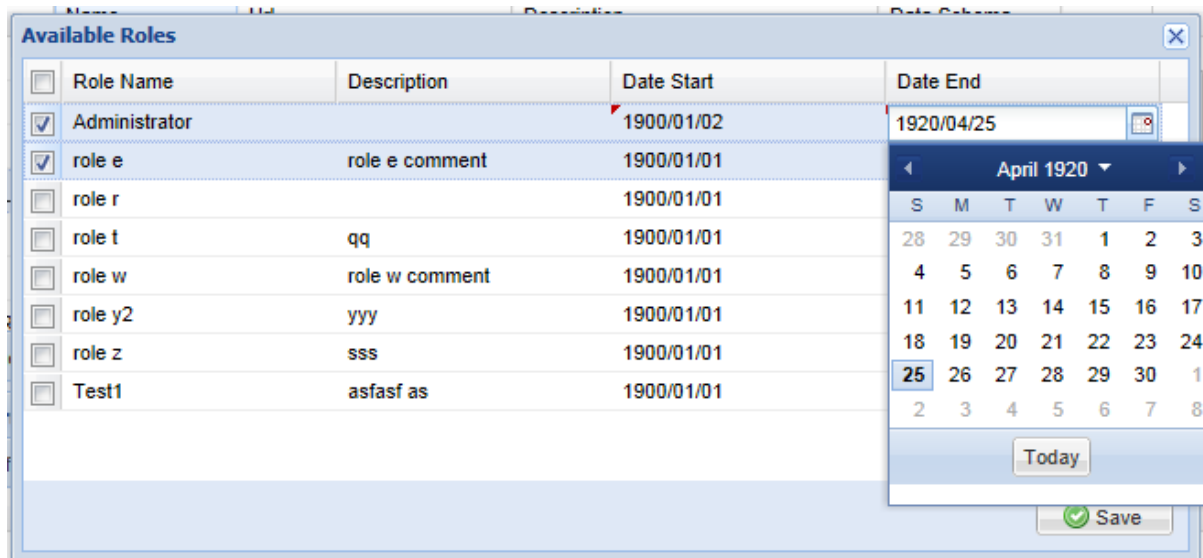 Available Roles
Role Name Description Date Start Date End
Administrator 1900/01/02 1920/04/25
role e role e comment 1900/01/01
role r 1900/01/01
role t qq 1900/01/01
role w role w comment 1900/01/01
role y2 yyy 1900/01/01
role z sss 1900/01/01
Test1 asfasf as 1900/01/01
April 1920
S M T W T F S
28 29 30 31 1 2 3
4 5 6 7 8 9 10
11 12 13 14 15 16 17
18 19 20 21 22 23 24
25 26 27 28 29 30 1
2 3 4 5 6 7 8
Today
Save